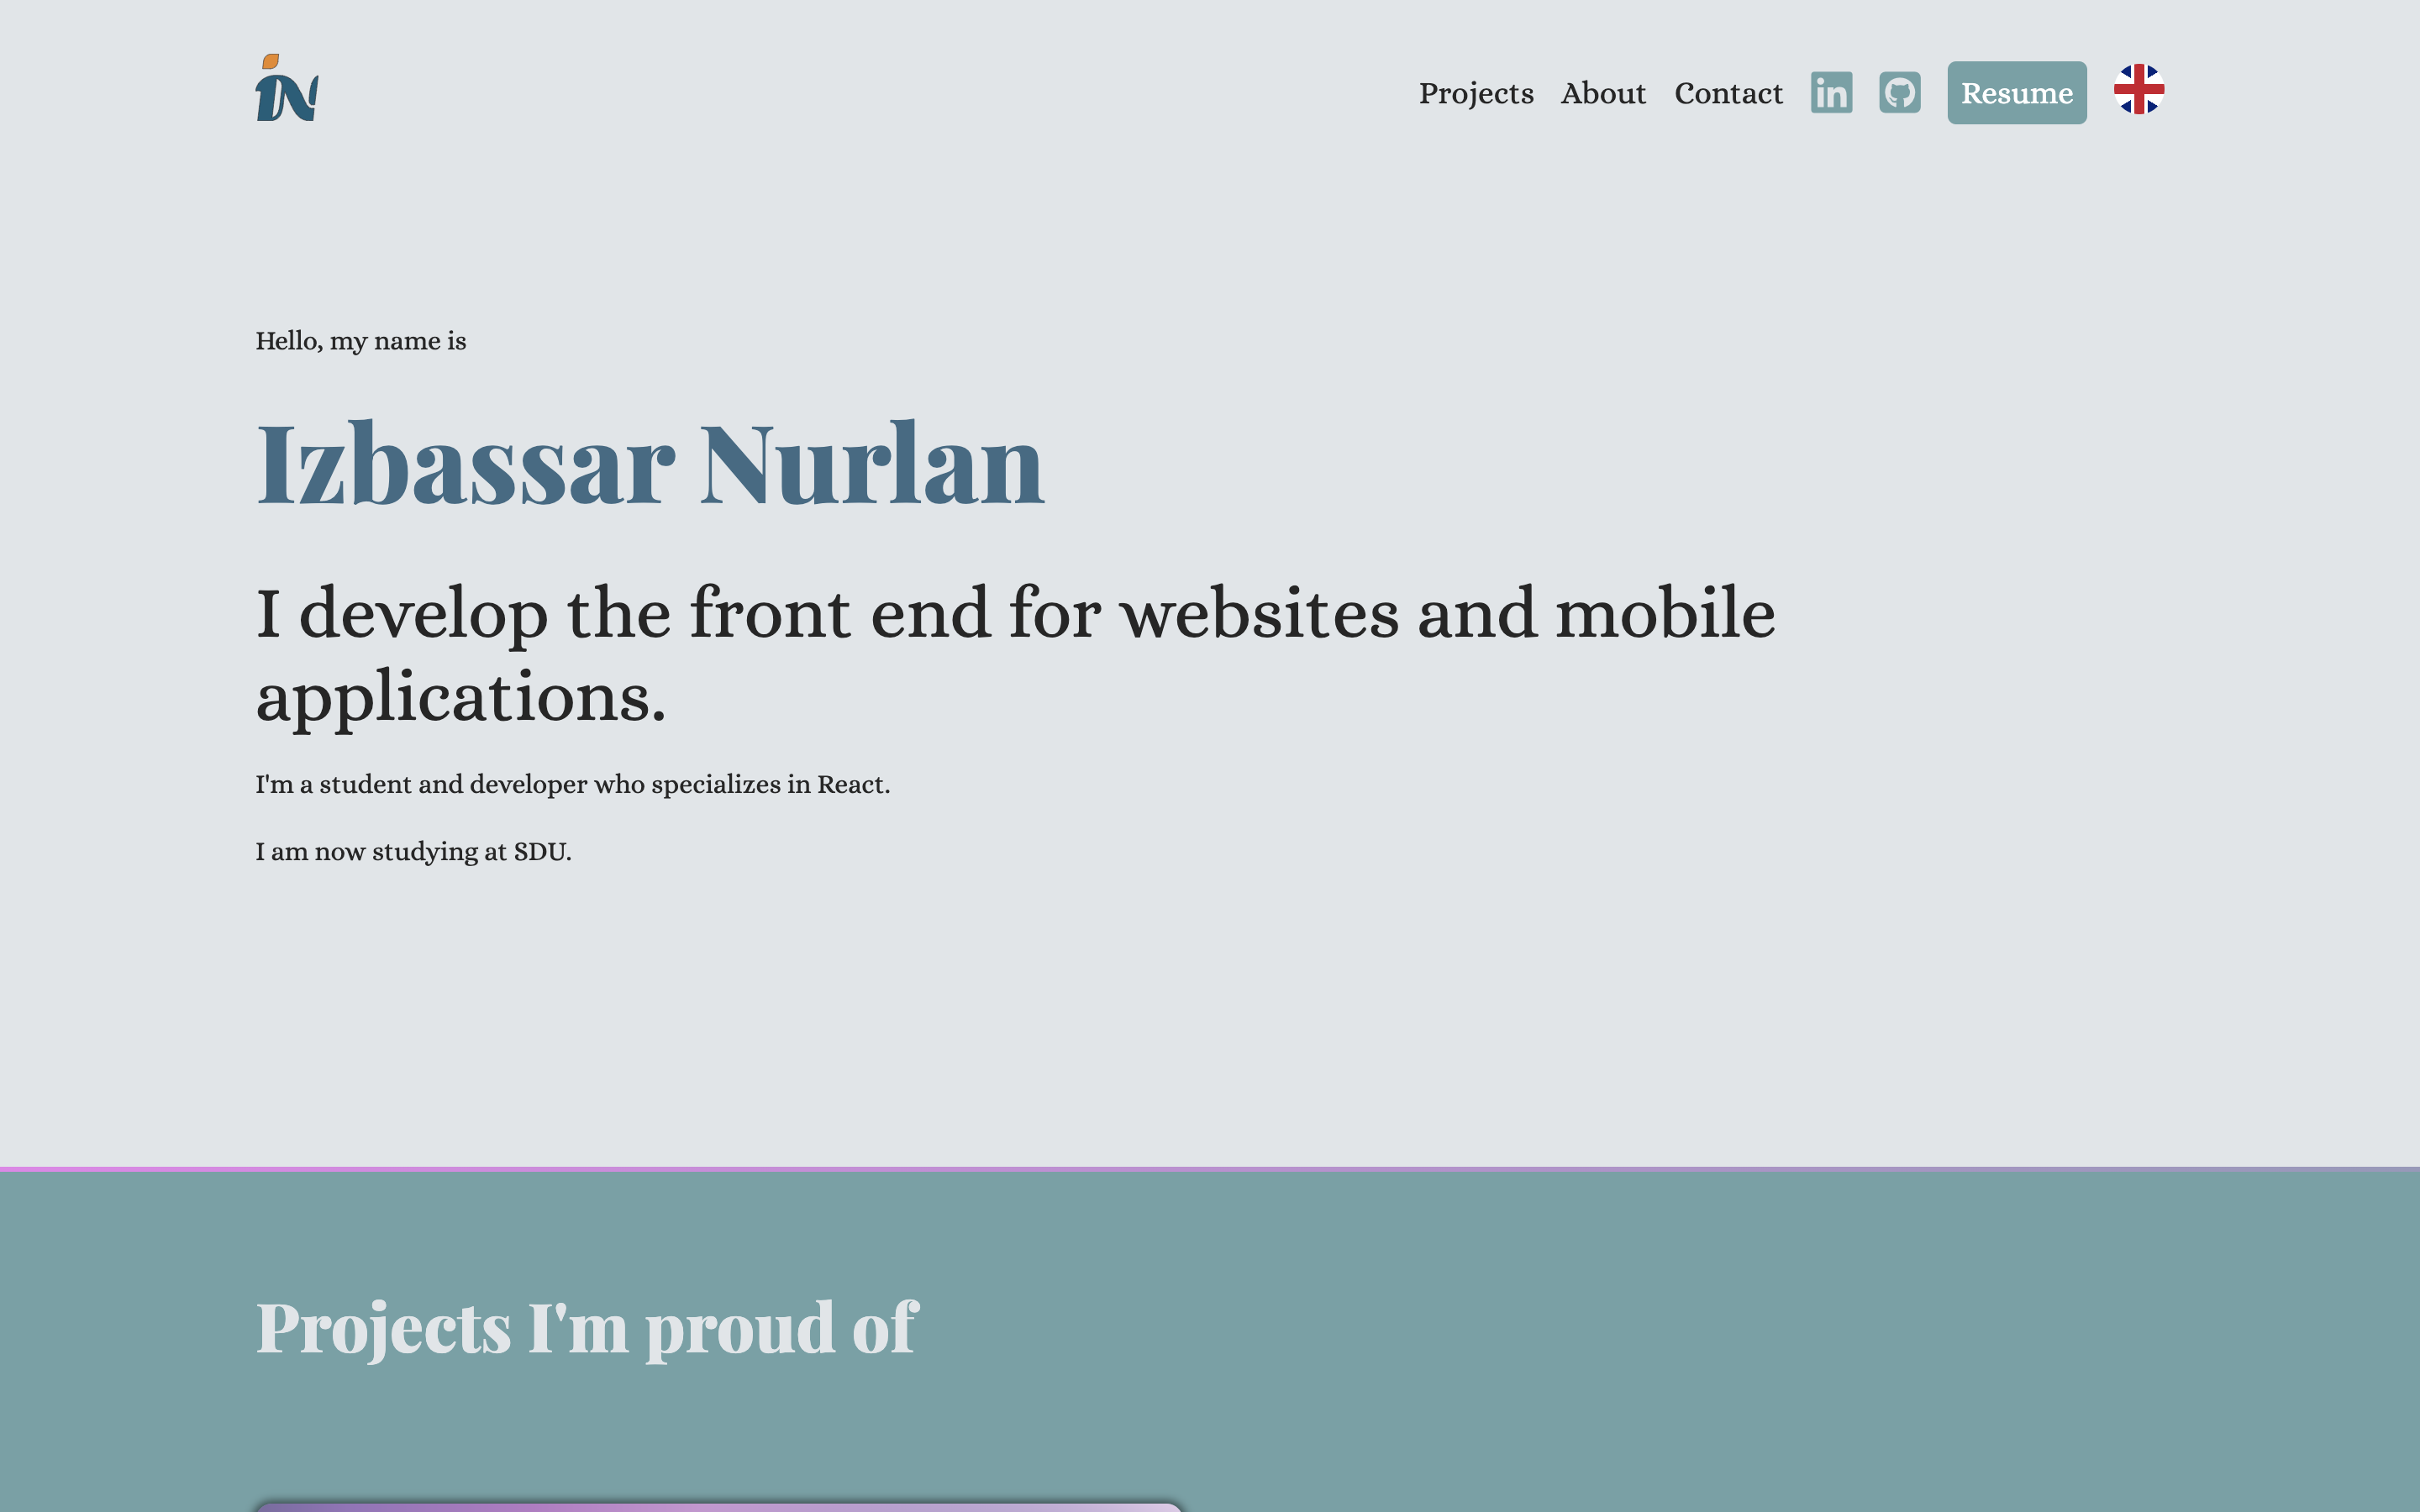 iN
Projects About Contact in Resume
Hello, my name is
Izbassar Nurlan
I develop the front end for websites and mobile
applications.
I'm a student and developer who specializes in React.
I am now studying at SDU.
Projects I'm proud of